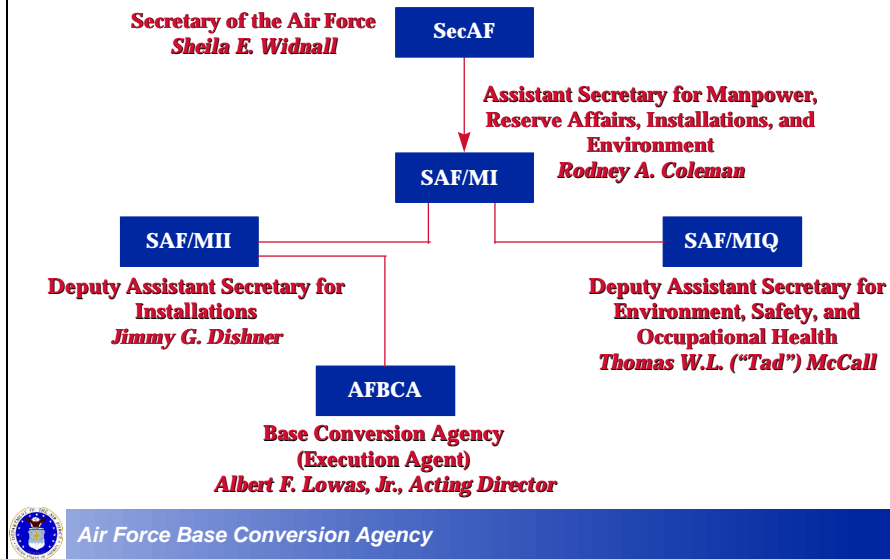 Secretary of the Air Force
Sheila E. Widnall
SecAF
Assistant Secretary for Manpower,
Reserve Affairs, Installations, and
Environment
Rodney A. Coleman
SAF/MI
SAF/MII
Deputy Assistant Secretary for
Installations
Jimmy G. Dishner
SAF/MIQ
Deputy Assistant Secretary for
Environment, Safety, and
Occupational Health
Thomas W.L. (“Tad”) McCall
AFBCA
Base Conversion Agency
(Execution Agent)
Albert F. Lowas, Jr., Acting Director
Air Force Base Conversion Agency